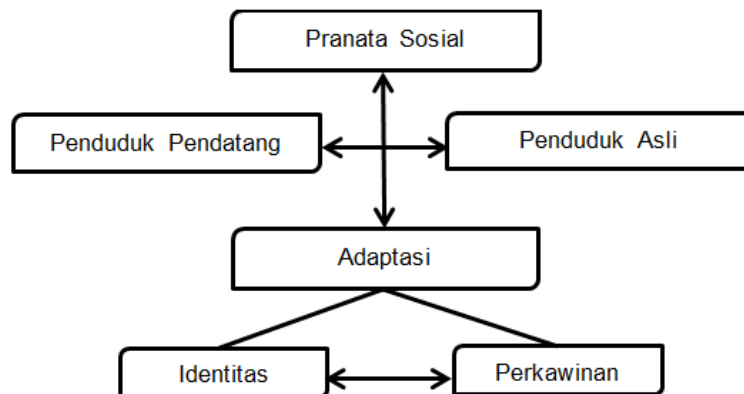 Pranata Sosial
Penduduk Pendatang
Penduduk Asli
Adaptasi
Identitas
Perkawinan